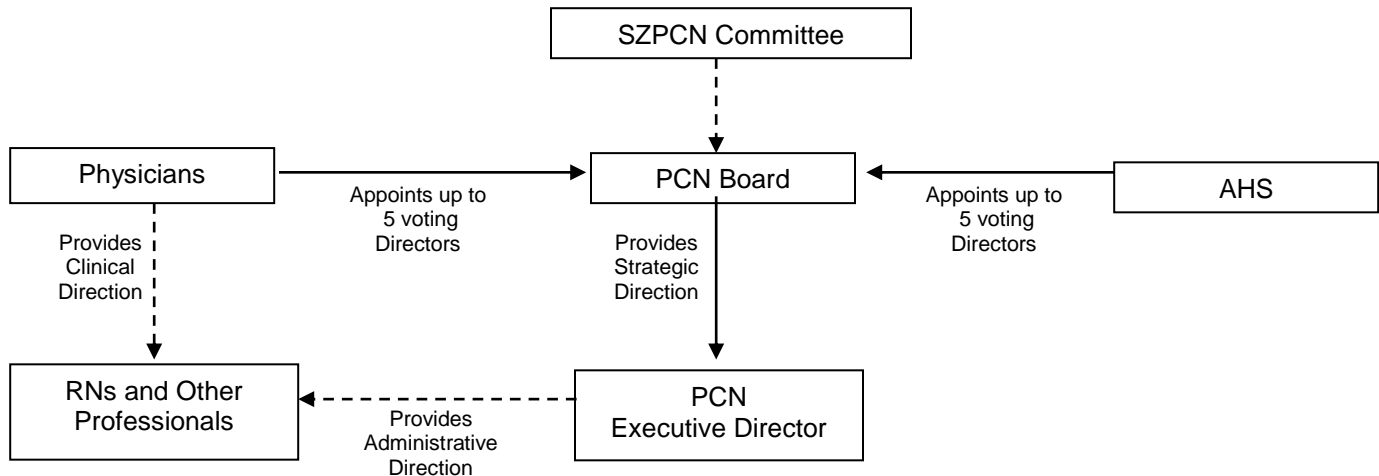 SZPCN Committee
Physicians
PCN Board
AHS
Appoints up to
5 voting
Directors
Appoints up to
5 voting
Directors
Provides
Clinical
Direction
Provides
Strategic
Direction
RNs and Other
Professionals
PCN
Executive Director
Provides
Administrative
Direction